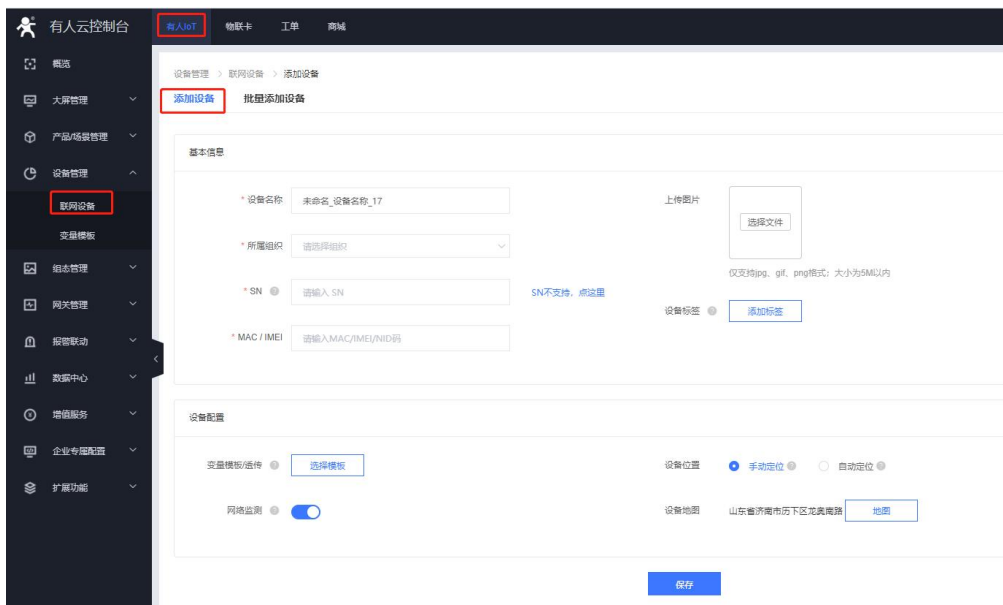 有人云控制台
有人IoT 物联卡 工单 商城
概览
大屏管理
产品/场景管理
设备管理
联网设备
变量模板
组态管理
网关管理
报警联动
数据中心
增值服务
企业专属配置
扩展功能
设备管理 > 联网设备 > 添加设备
添加设备 批量添加设备
基本信息
* 设备名称 未命名_设备名称_17
* 所属组织 请选择组织
* SN 请输入 SN SN不支持，点这里
* MAC / IMEI 请输入MAC/IMEI/NID码
上传图片 选择文件
仅支持jpg、gif、png格式；大小为5M以内
设备标签 添加标签
设备配置
变量模板/透传 选择模板
网络监测
设备位置 手动定位 自动定位
设备地图 山东省济南市历下区龙奥南路 地图
保存